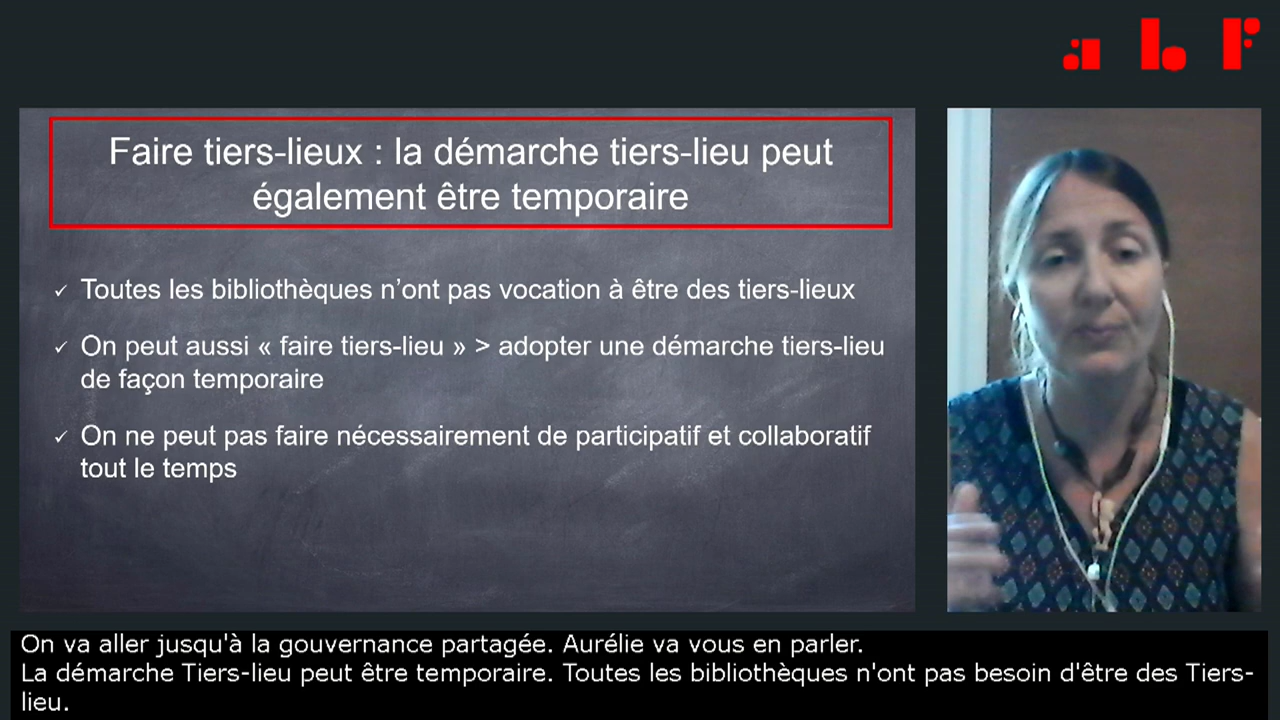 abf
Faire tiers-lieux : la démarche tiers-lieu peut
également être temporaire
✓ Toutes les bibliothèques n’ont pas vocation à être des tiers-lieux
✓ On peut aussi « faire tiers-lieu » > adopter une démarche tiers-lieu
de façon temporaire
✓ On ne peut pas faire nécessairement de participatif et collaboratif
tout le temps
On va aller jusqu'à la gouvernance partagée. Aurélie va vous en parler.
La démarche Tiers-lieu peut être temporaire. Toutes les bibliothèques n'ont pas besoin d'être des Tiers-
lieu.